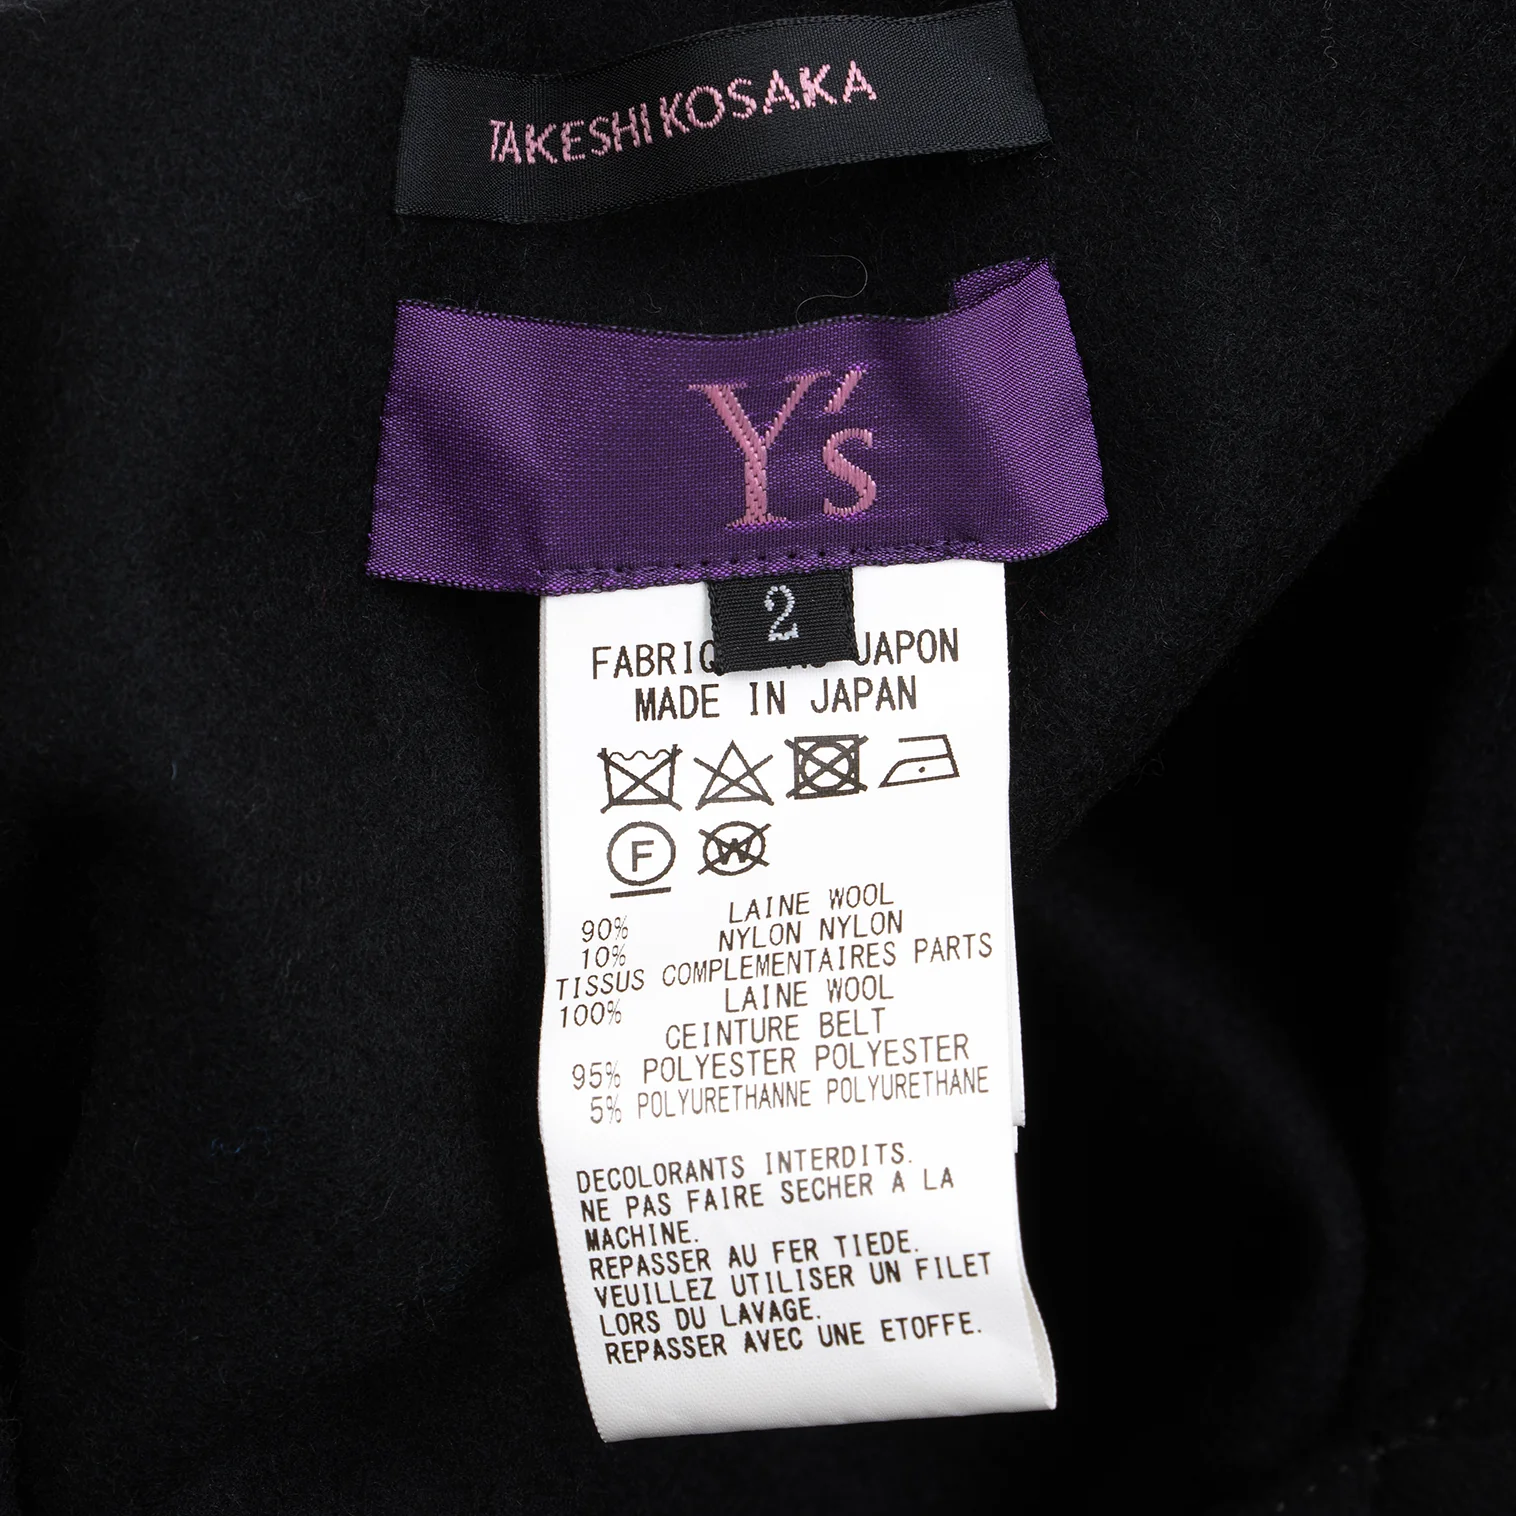 TAKESHI KOSAKA
Y's
2
JAPON
MADE IN JAPAN
F
W
90% LAINE WOOL
10% NYLON NYLON
TISSUS COMPLEMENTAIRES PARTS
100% LAINE WOOL
CEINTURE BELT
95% POLYESTER POLYESTER
5% POLYURETHANNE POLYURETHANE
DECOLORANTS INTERDITS.
NE PAS FAIRE SECHER A LA
MACHINE.
REPASSER AU FER TIEDE.
VEUILLEZ UTILISER UN FILET
LORS DU LAVAGE.
REPASSER AVEC UNE ETOFFE.